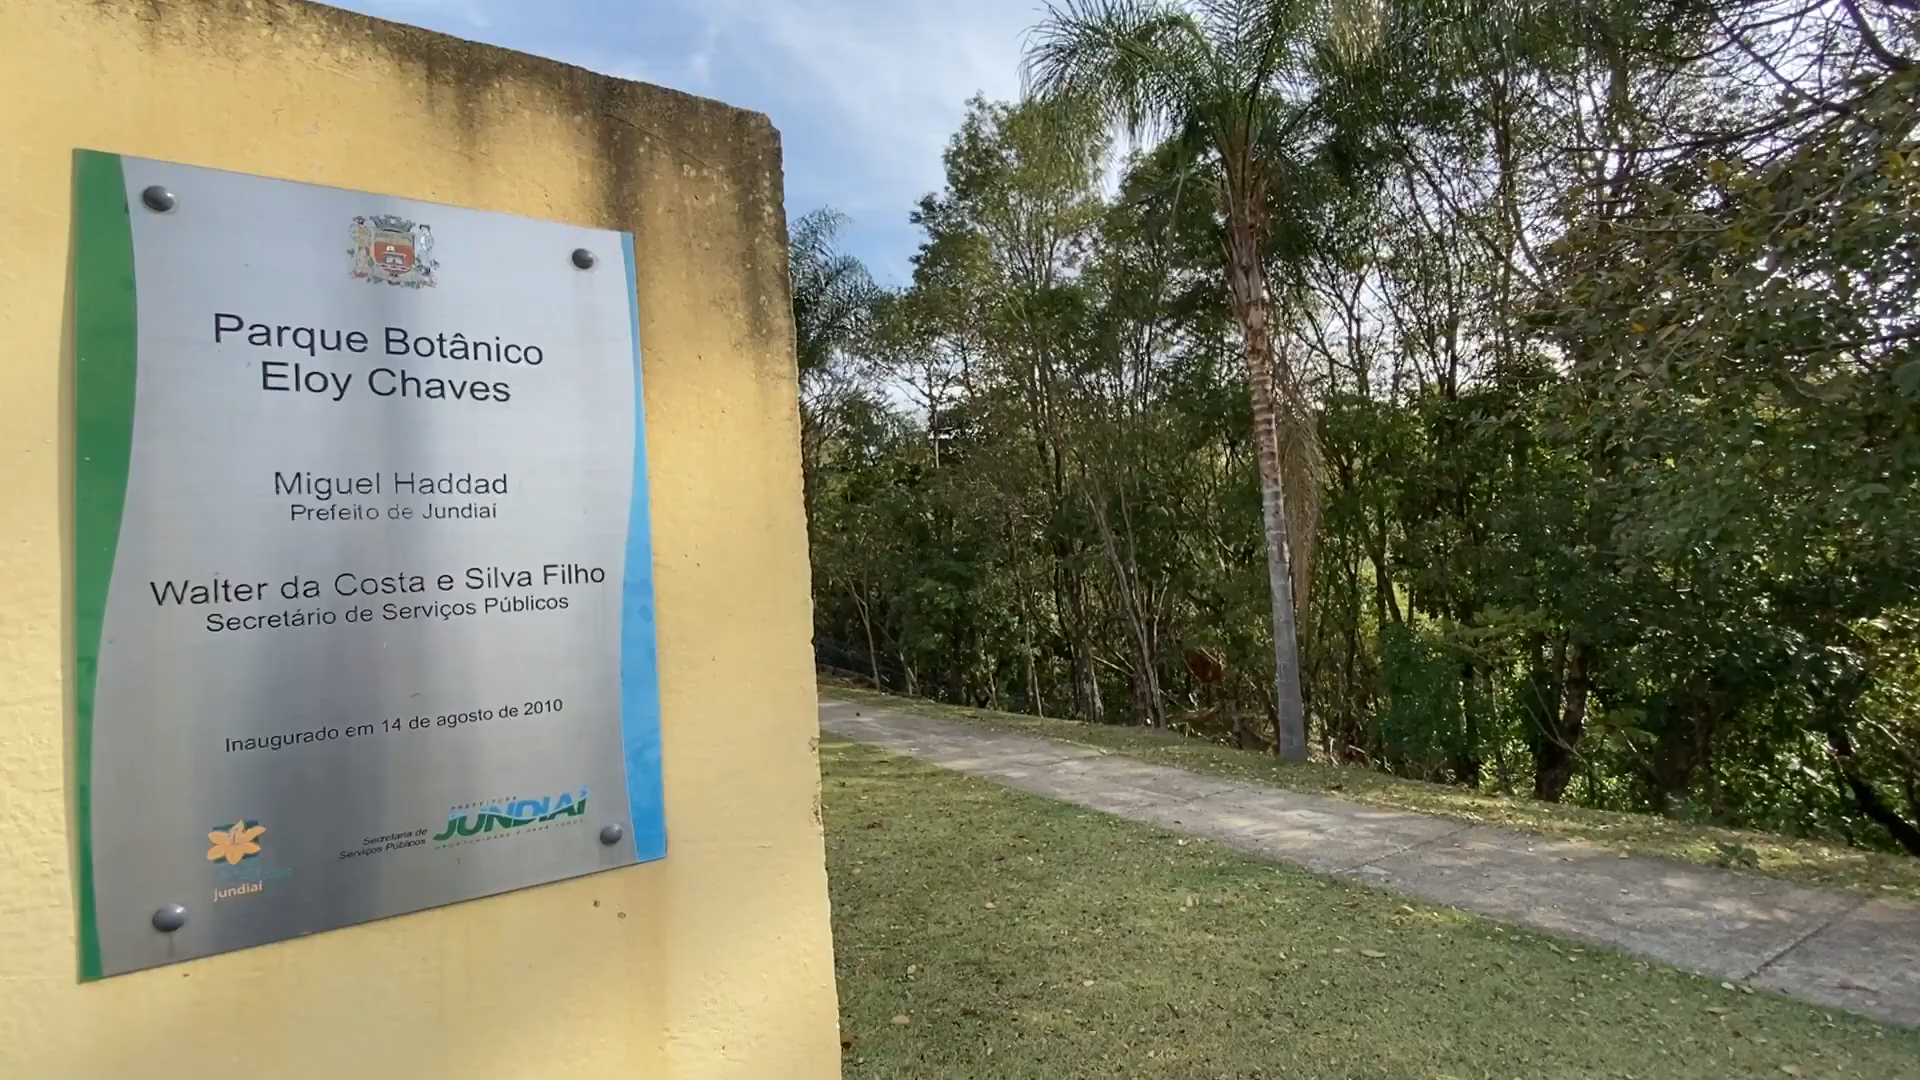 Parque Botânico
Eloy Chaves
Miguel Haddad
Prefeito de Jundiaí
Walter da Costa e Silva Filho
Secretário de Serviços Públicos
Inaugurado em 14 de agosto de 2010
Secretaria de
Serviços Públicos
PREFEITURA
JUNDIAÍ
jundiaí